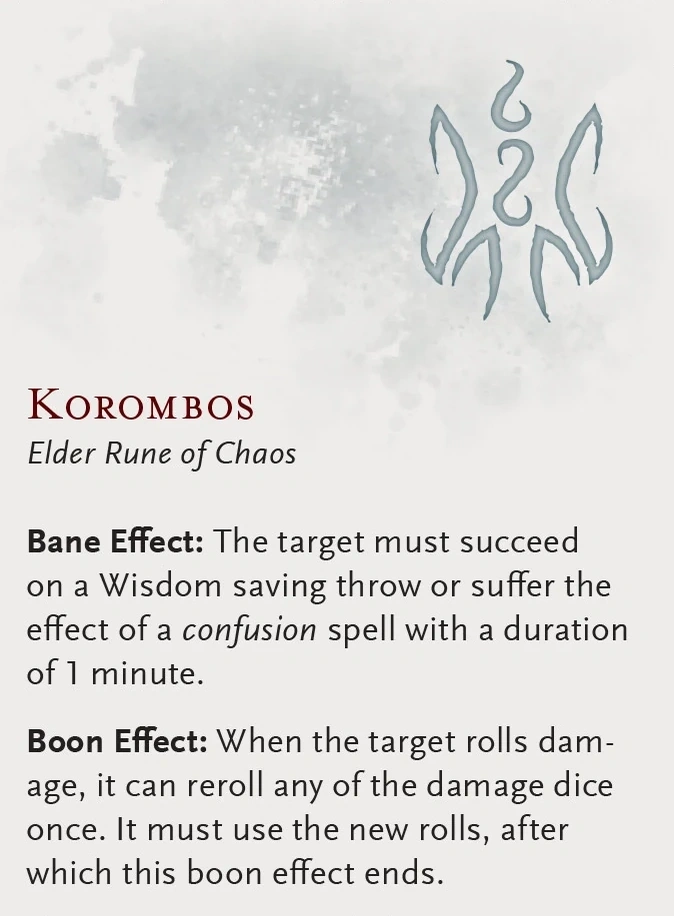 Korombos
Elder Rune of Chaos
Bane Effect: The target must succeed
on a Wisdom saving throw or suffer the
effect of a confusion spell with a duration
of 1 minute.
Boon Effect: When the target rolls dam-
age, it can reroll any of the damage dice
once. It must use the new rolls, after
which this boon effect ends.